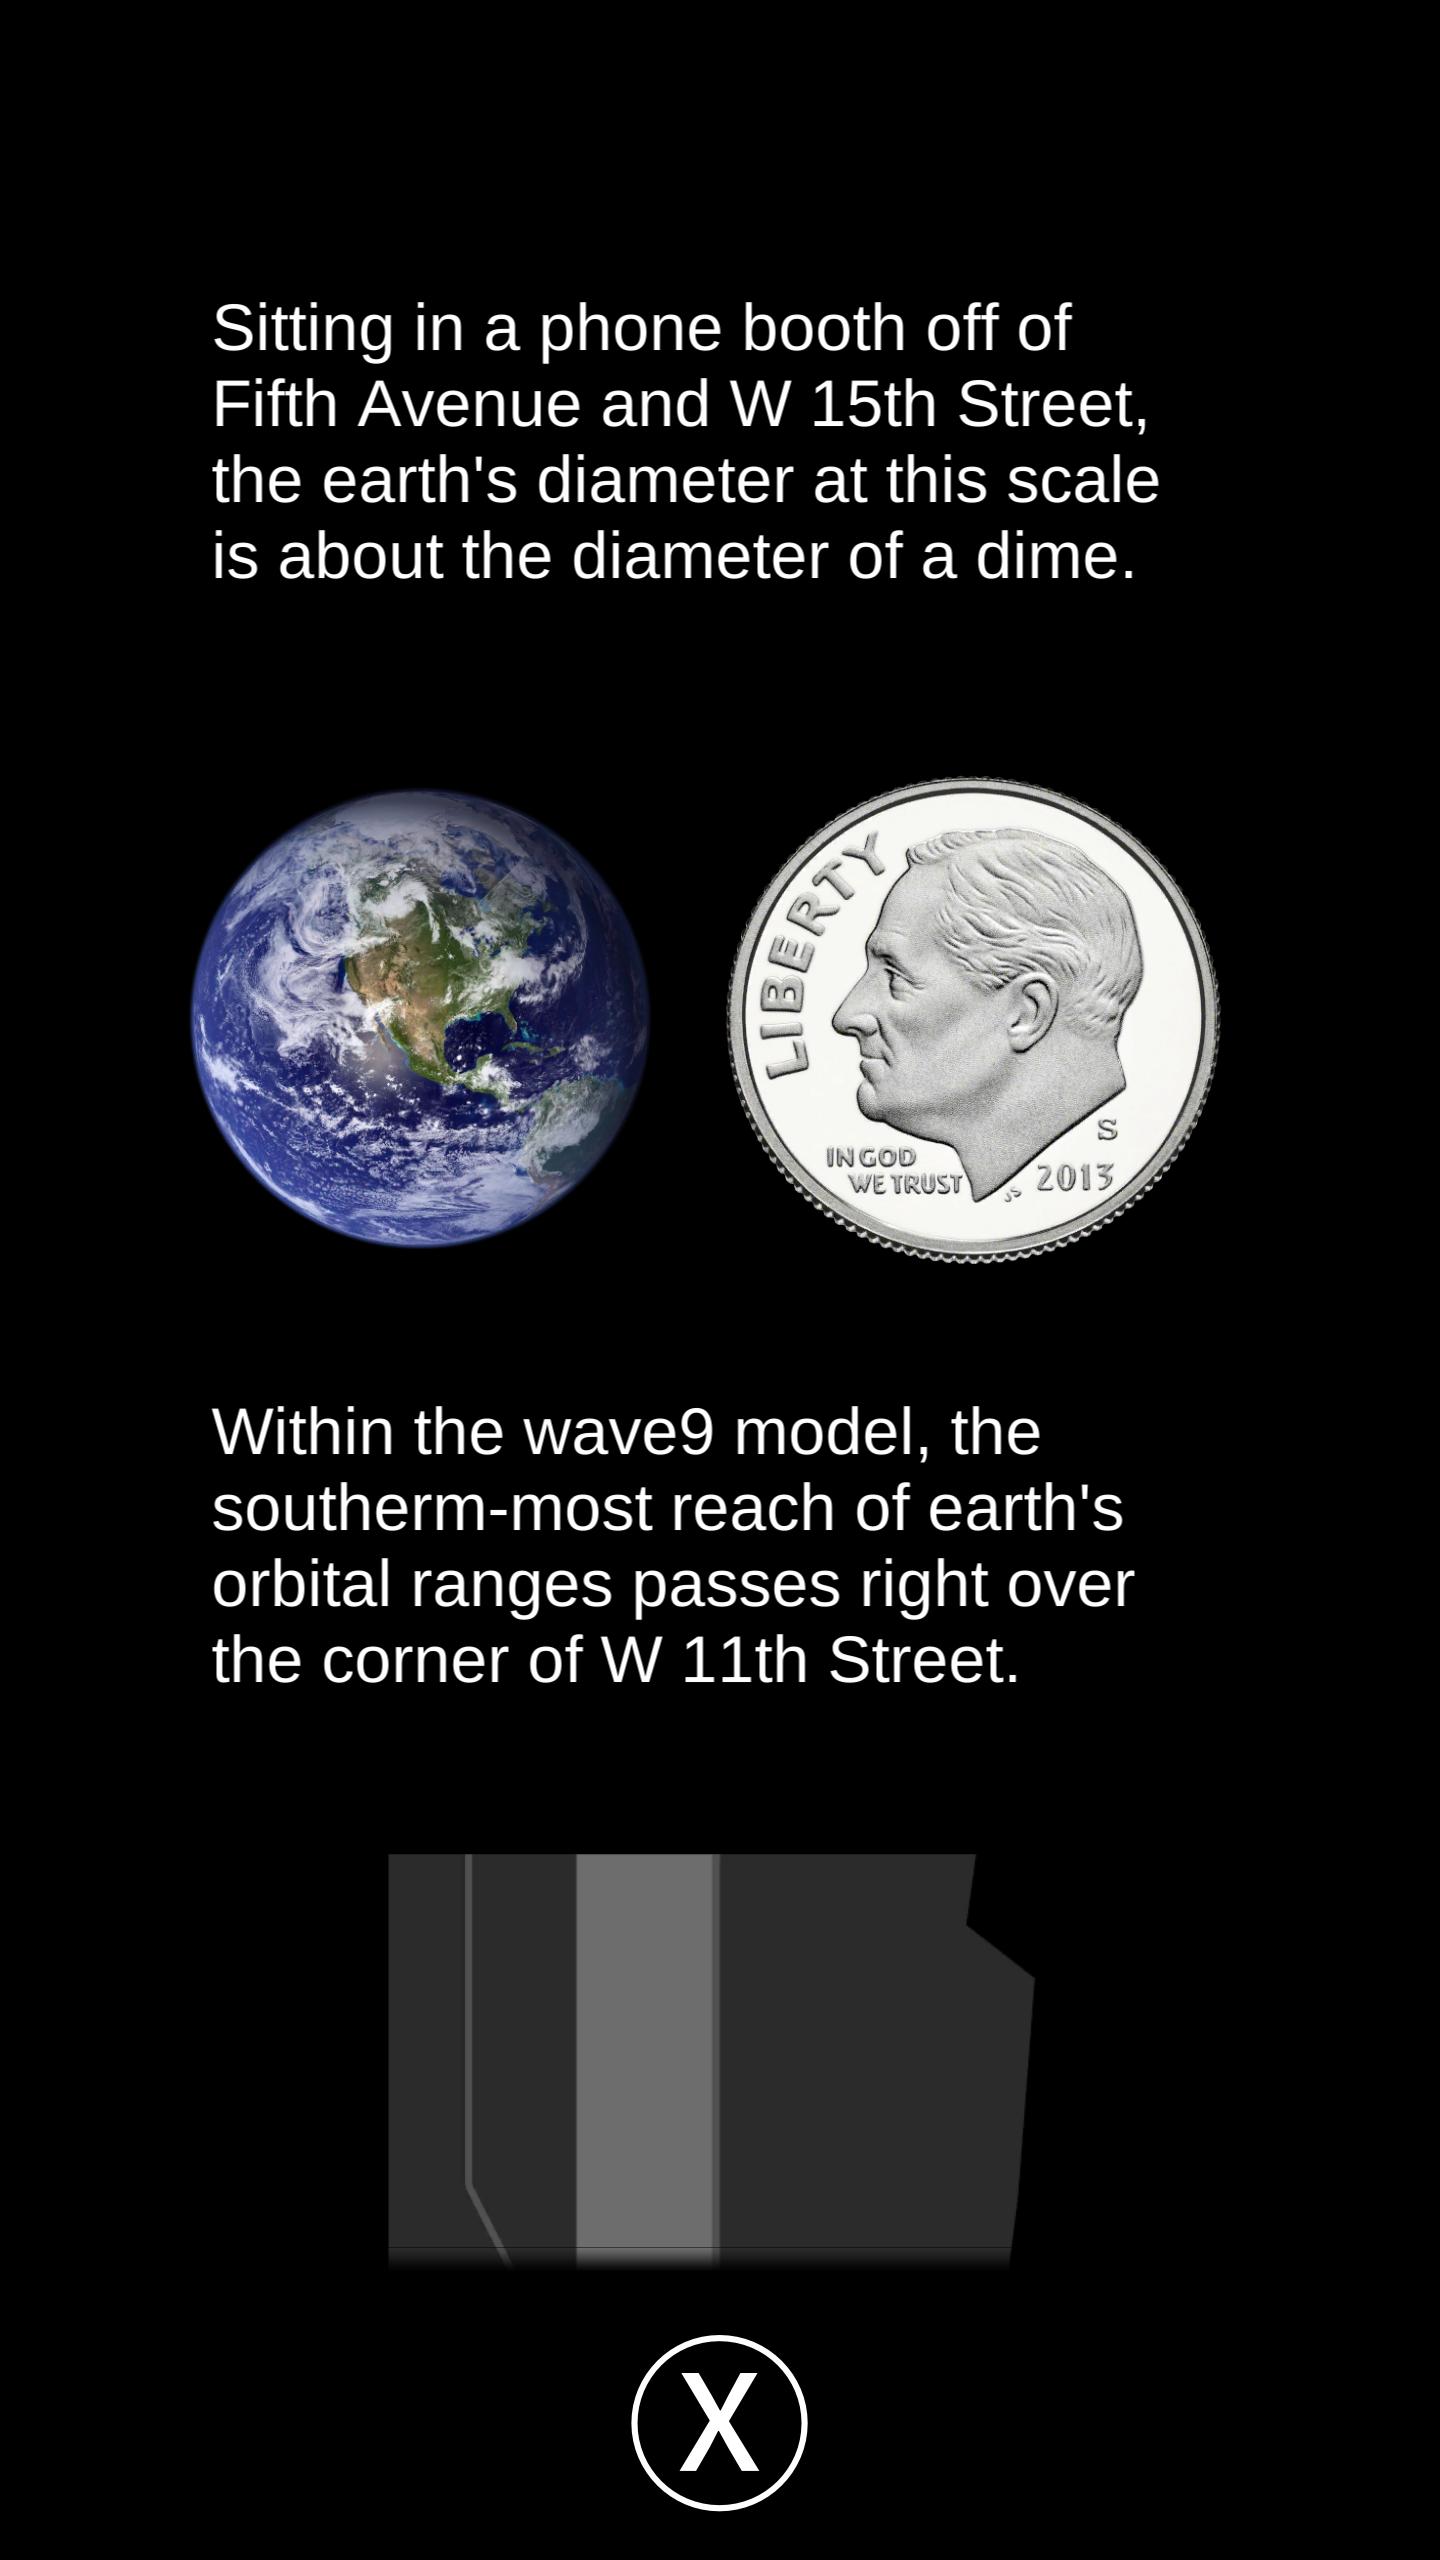 Sitting in a phone booth off of
Fifth Avenue and W 15th Street,
the earth's diameter at this scale
is about the diameter of a dime.
LIBERTY
IN GOD
WE TRUST
JS
S
2013
Within the wave9 model, the
southerm-most reach of earth's
orbital ranges passes right over
the corner of W 11th Street.
X